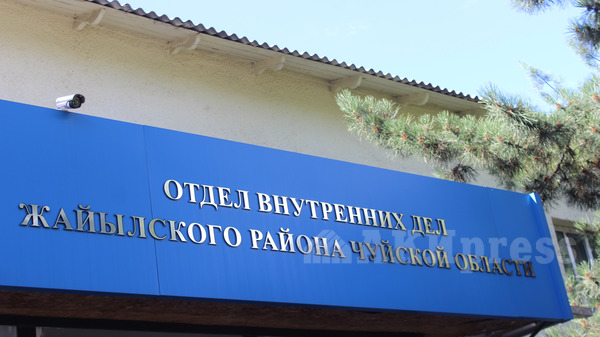 ОТДЕЛ ВНУТРЕННИХ ДЕЛ
ЖАЙЫЛСКОГО РАЙОНА ЧУЙСКОЙ ОБЛАСТИ